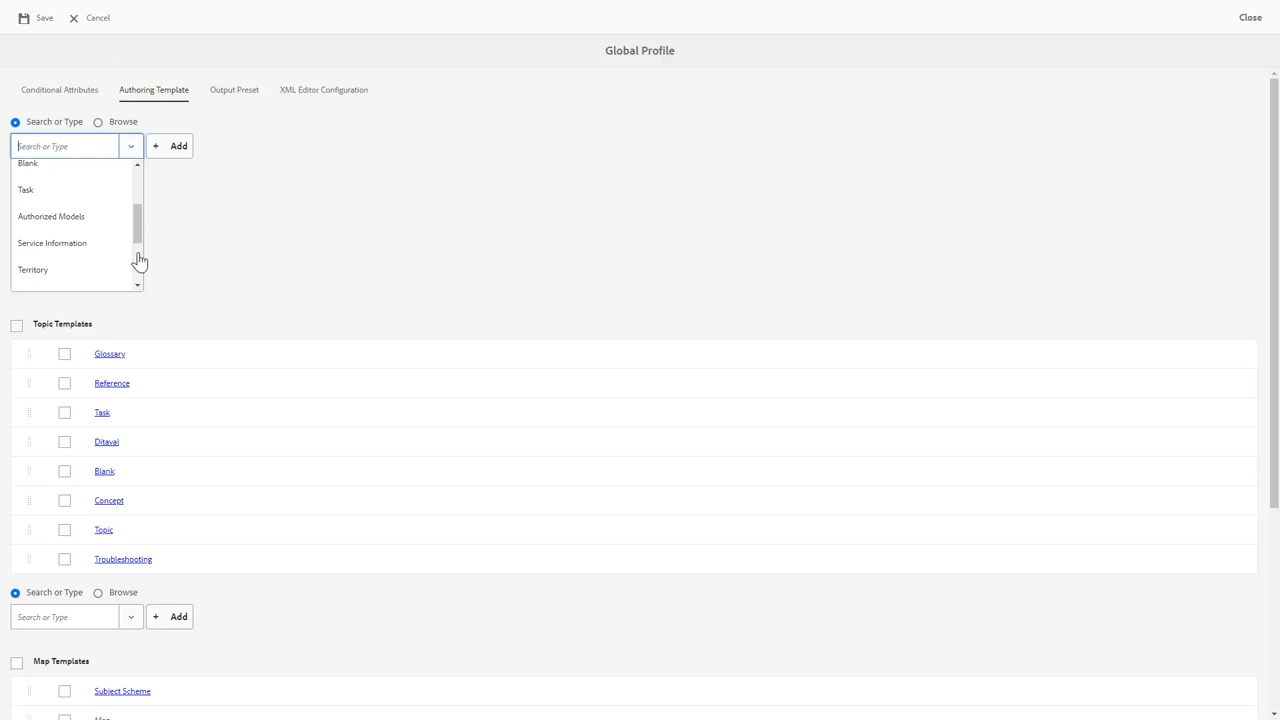 Save Cancel Close
Global Profile
Conditional Attributes Authoring Template Output Preset XML Editor Configuration
Search or Type Browse
Search or Type + Add
Blank
Task
Authorized Models
Service Information
Territory
Topic Templates
Glossary
Reference
Task
Ditaval
Blank
Concept
Topic
Troubleshooting
Search or Type Browse
Search or Type + Add
Map Templates
Subject Scheme
Map